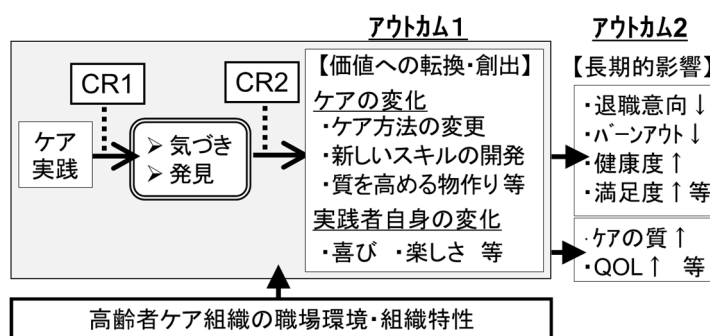 アウトカム1
アウトカム2
CR1
CR2
ケア
実践
➢ 気づき
➢ 発見
【価値への転換・創出】
ケアの変化
・ケア方法の変更
・新しいスキルの開発
・質を高める物作り等
実践者自身の変化
・喜び ・楽しさ 等
【長期的影響】
・退職意向↓
・バーンアウト↓
・健康度↑
・満足度↑等
・ケアの質↑
・QOL↑ 等
高齢者ケア組織の職場環境・組織特性